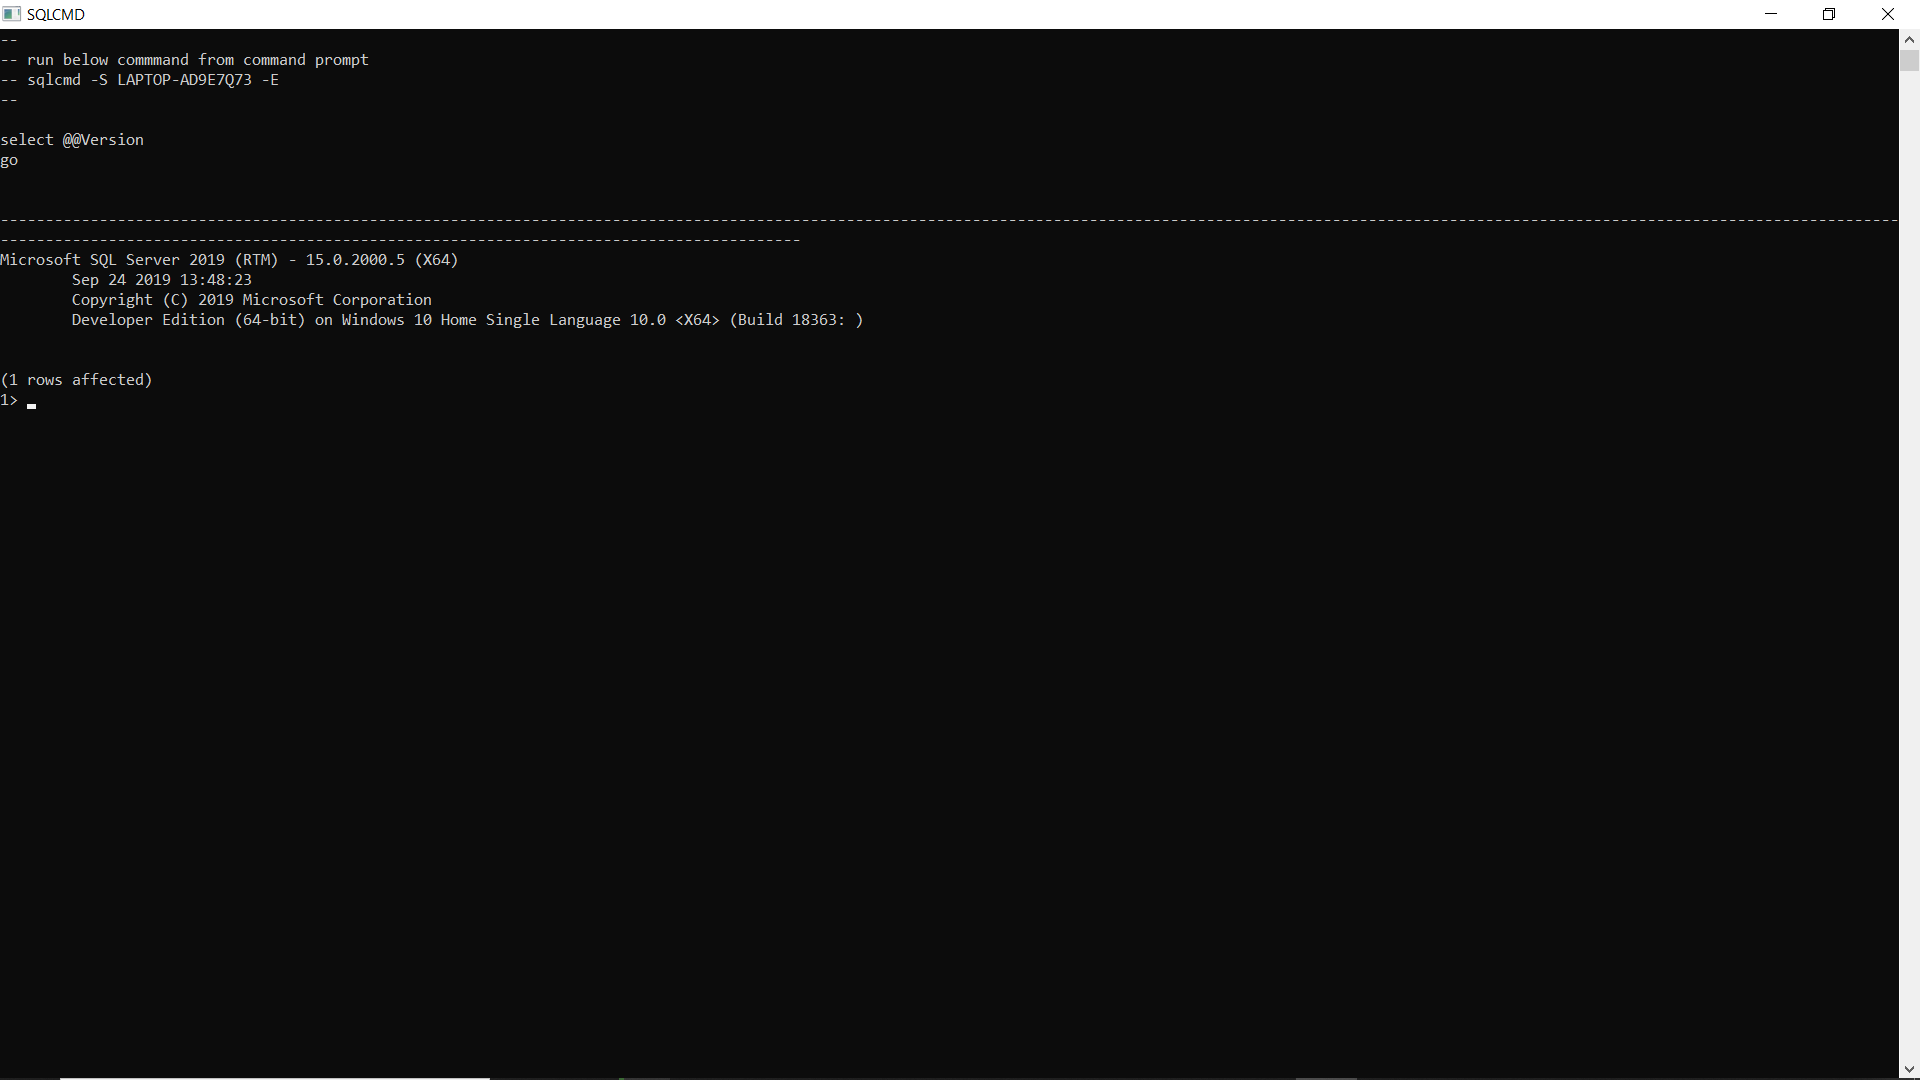 SQLCMD
--
-- run below commmand from command prompt
-- sqlcmd -S LAPTOP-AD9E7Q73 -E
--
select @@Version
go
--------------------------------------------------------------------------------------------------------------------------------------------------------------------------------------------------------------------
-----------------------------------------------------------------------------------------
Microsoft SQL Server 2019 (RTM) - 15.0.2000.5 (X64)
Sep 24 2019 13:48:23
Copyright (C) 2019 Microsoft Corporation
Developer Edition (64-bit) on Windows 10 Home Single Language 10.0 <X64> (Build 18363: )
(1 rows affected)
1>